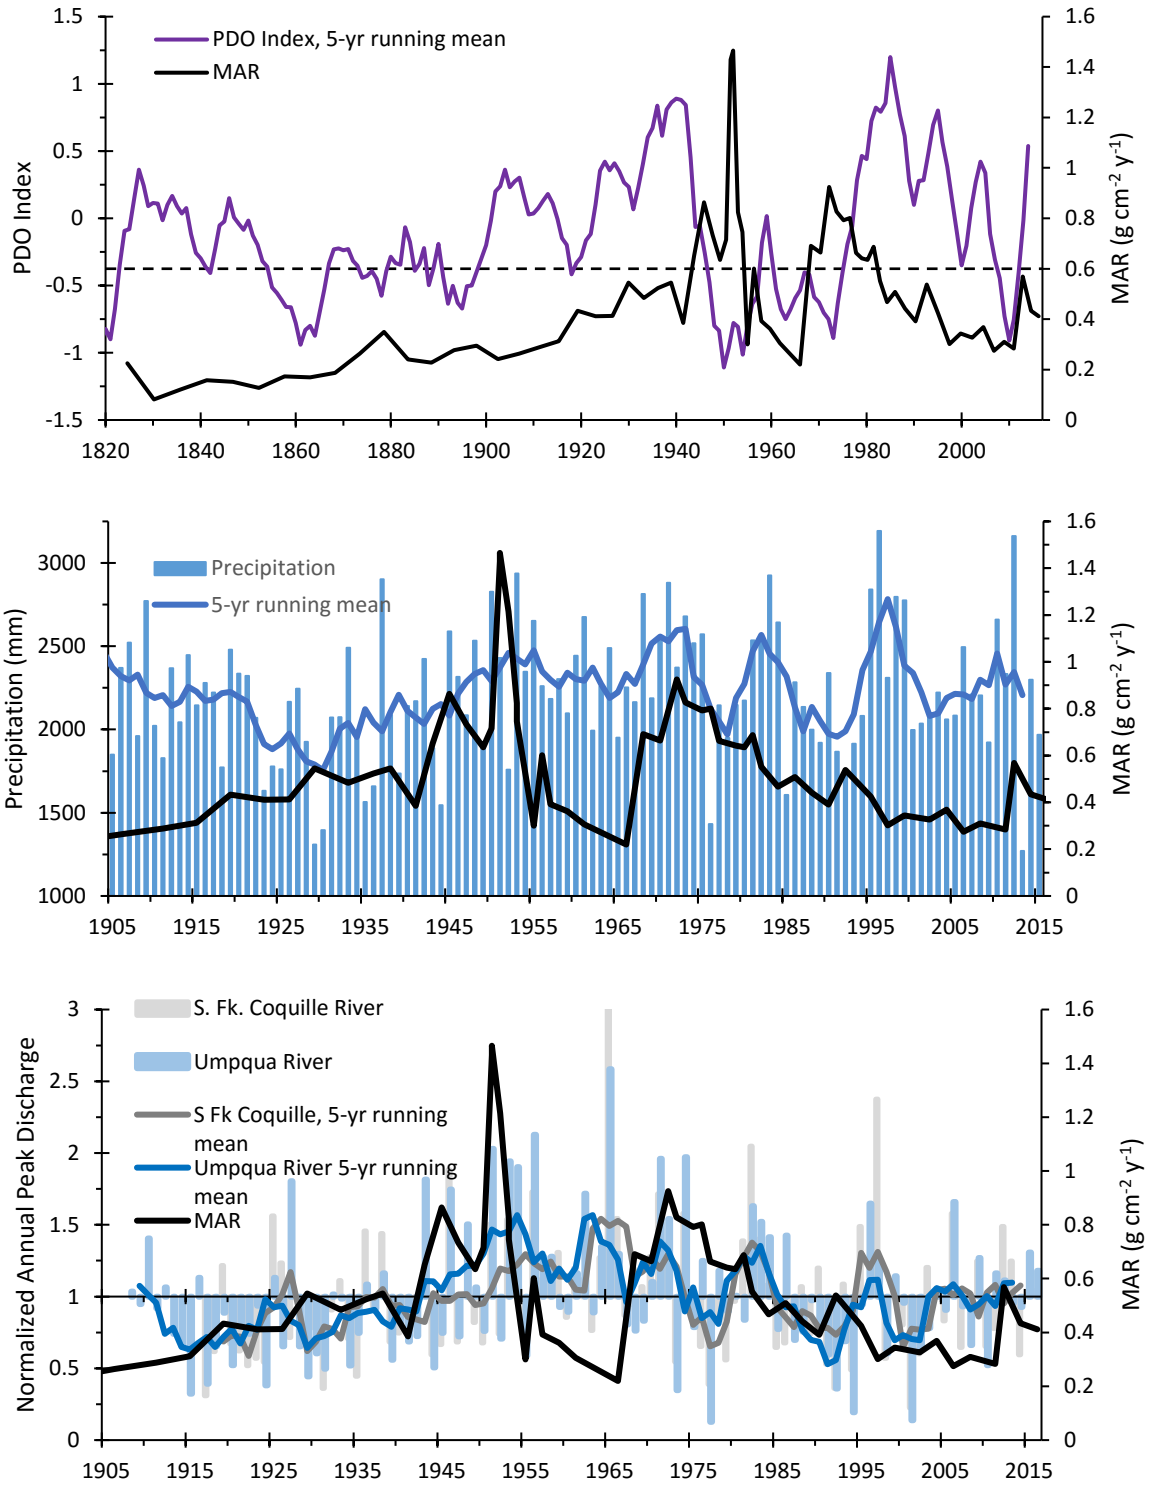 PDO Index, 5-yr running mean
MAR
PDO Index
1.5
1
0.5
0
-0.5
-1
-1.5
1.6
1.4
1.2
1
0.8
0.6
0.4
0.2
0
MAR (g cm-2 y-1)
1820 1840 1860 1880 1900 1920 1940 1960 1980 2000
Precipitation
5-yr running mean
Precipitation (mm)
3000
2500
2000
1500
1000
1.6
1.4
1.2
1
0.8
0.6
0.4
0.2
0
MAR (g cm-2 y-1)
1905 1915 1925 1935 1945 1955 1965 1975 1985 1995 2005 2015
S. Fk. Coquille River
Umpqua River
S Fk Coquille, 5-yr running
mean
Umpqua River 5-yr running
mean
MAR
Normalized Annual Peak Discharge
3
2.5
2
1.5
1
0.5
0
1.6
1.4
1.2
1
0.8
0.6
0.4
0.2
0
MAR (g cm-2 y-1)
1905 1915 1925 1935 1945 1955 1965 1975 1985 1995 2005 2015